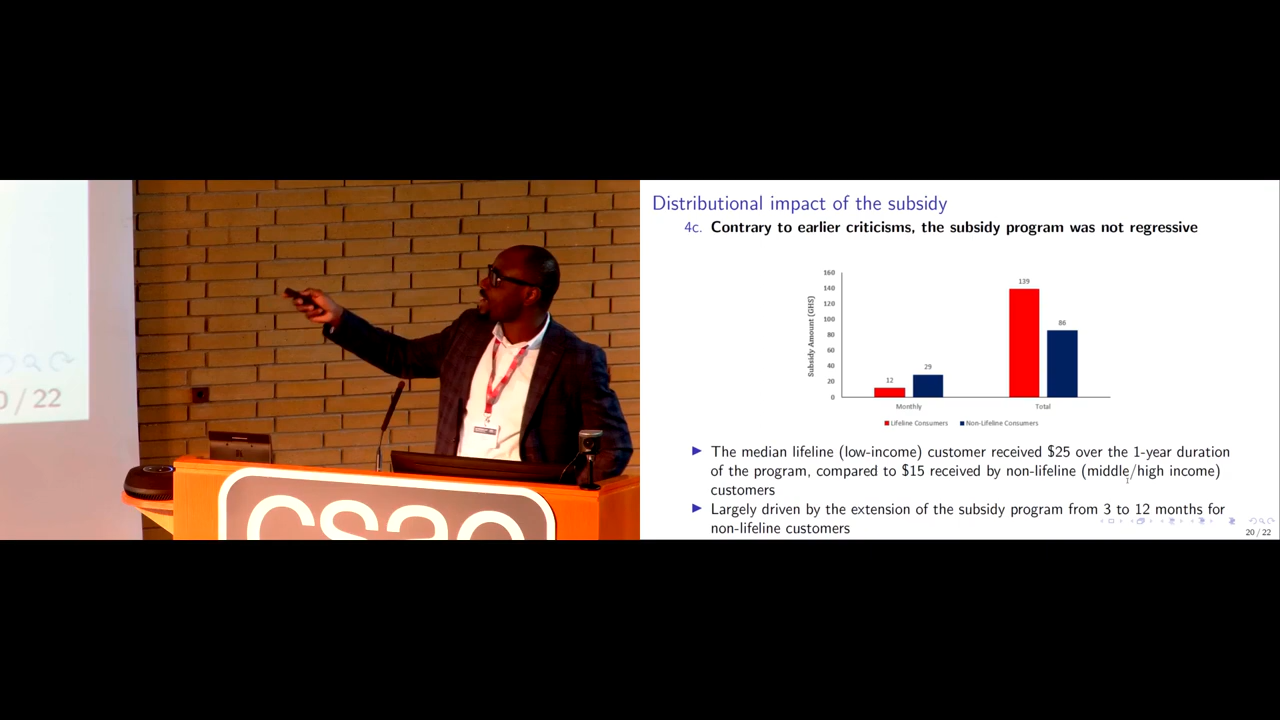 0 / 22
csae
Distributional impact of the subsidy
4c. Contrary to earlier criticisms, the subsidy program was not regressive
Subsidy Amount (GHS)
160
140
120
100
80
60
40
20
0
12
29
139
86
Monthly
Total
Lifeline Consumers
Non-Lifeline Consumers
The median lifeline (low-income) customer received $25 over the 1-year duration
of the program, compared to $15 received by non-lifeline (middle/high income)
customers
Largely driven by the extension of the subsidy program from 3 to 12 months for
non-lifeline customers
20 / 22